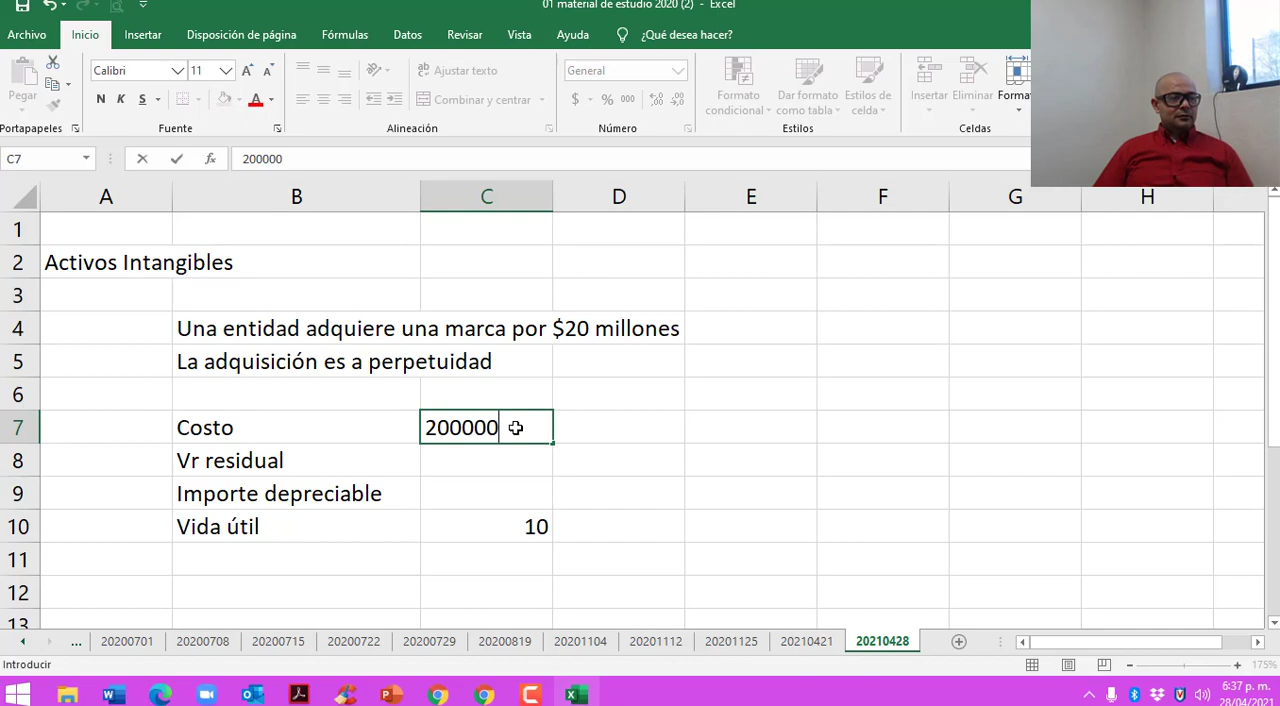 01 material de estudio 2020 (2) - Excel
Archivo Inicio Insertar Disposición de página Fórmulas Datos Revisar Vista Ayuda ¿Qué desea hacer?
Calibri 11 Ajustar texto General
Pegar N K S A Combinar y centrar $ % 000 Formato condicional Dar formato como tabla Estilos de celda Insertar Eliminar Format
Portapapeles Fuente Alineación Número Estilos Celdas
C7 fx 200000
A B C D E F G H
1
2 Activos Intangibles
3
4 Una entidad adquiere una marca por $20 millones
5 La adquisición es a perpetuidad
6
7 Costo 200000
8 Vr residual
9 Importe depreciable
10 Vida útil 10
11
12
13
... 20200701 20200708 20200715 20200722 20200729 20200819 20201104 20201112 20201125 20210421 20210428
Introducir 175%
6:37 p. m.
28/04/2021